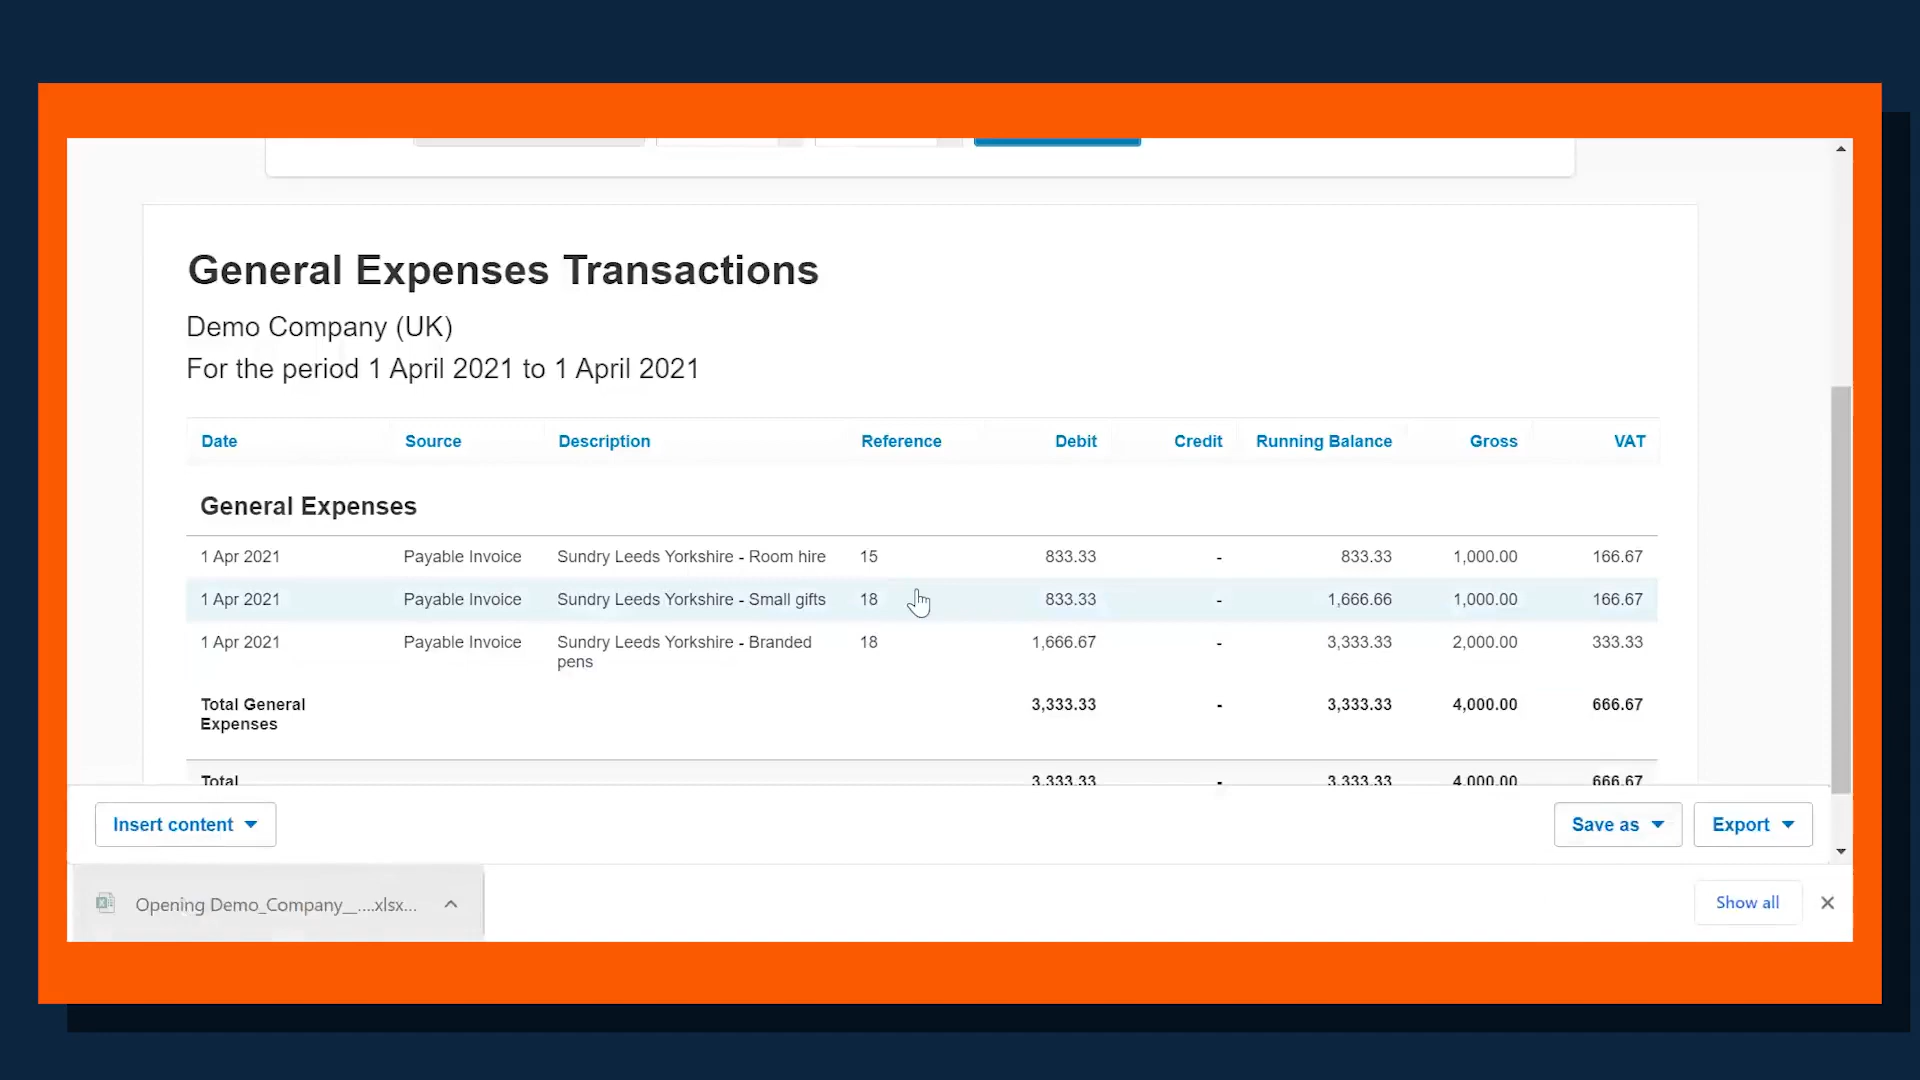 General Expenses Transactions
Demo Company (UK)
For the period 1 April 2021 to 1 April 2021
Date Source Description Reference Debit Credit Running Balance Gross VAT
General Expenses
1 Apr 2021 Payable Invoice Sundry Leeds Yorkshire - Room hire 15 833.33 - 833.33 1,000.00 166.67
1 Apr 2021 Payable Invoice Sundry Leeds Yorkshire - Small gifts 18 833.33 - 1,666.66 1,000.00 166.67
1 Apr 2021 Payable Invoice Sundry Leeds Yorkshire - Branded 18 1,666.67 - 3,333.33 2,000.00 333.33
pens
Total General 3,333.33 - 3,333.33 4,000.00 666.67
Expenses
Total 3,333.33 - 3,333.33 4,000.00 666.67
Insert content Save as Export
Opening Demo_Company__....xlsx... Show all